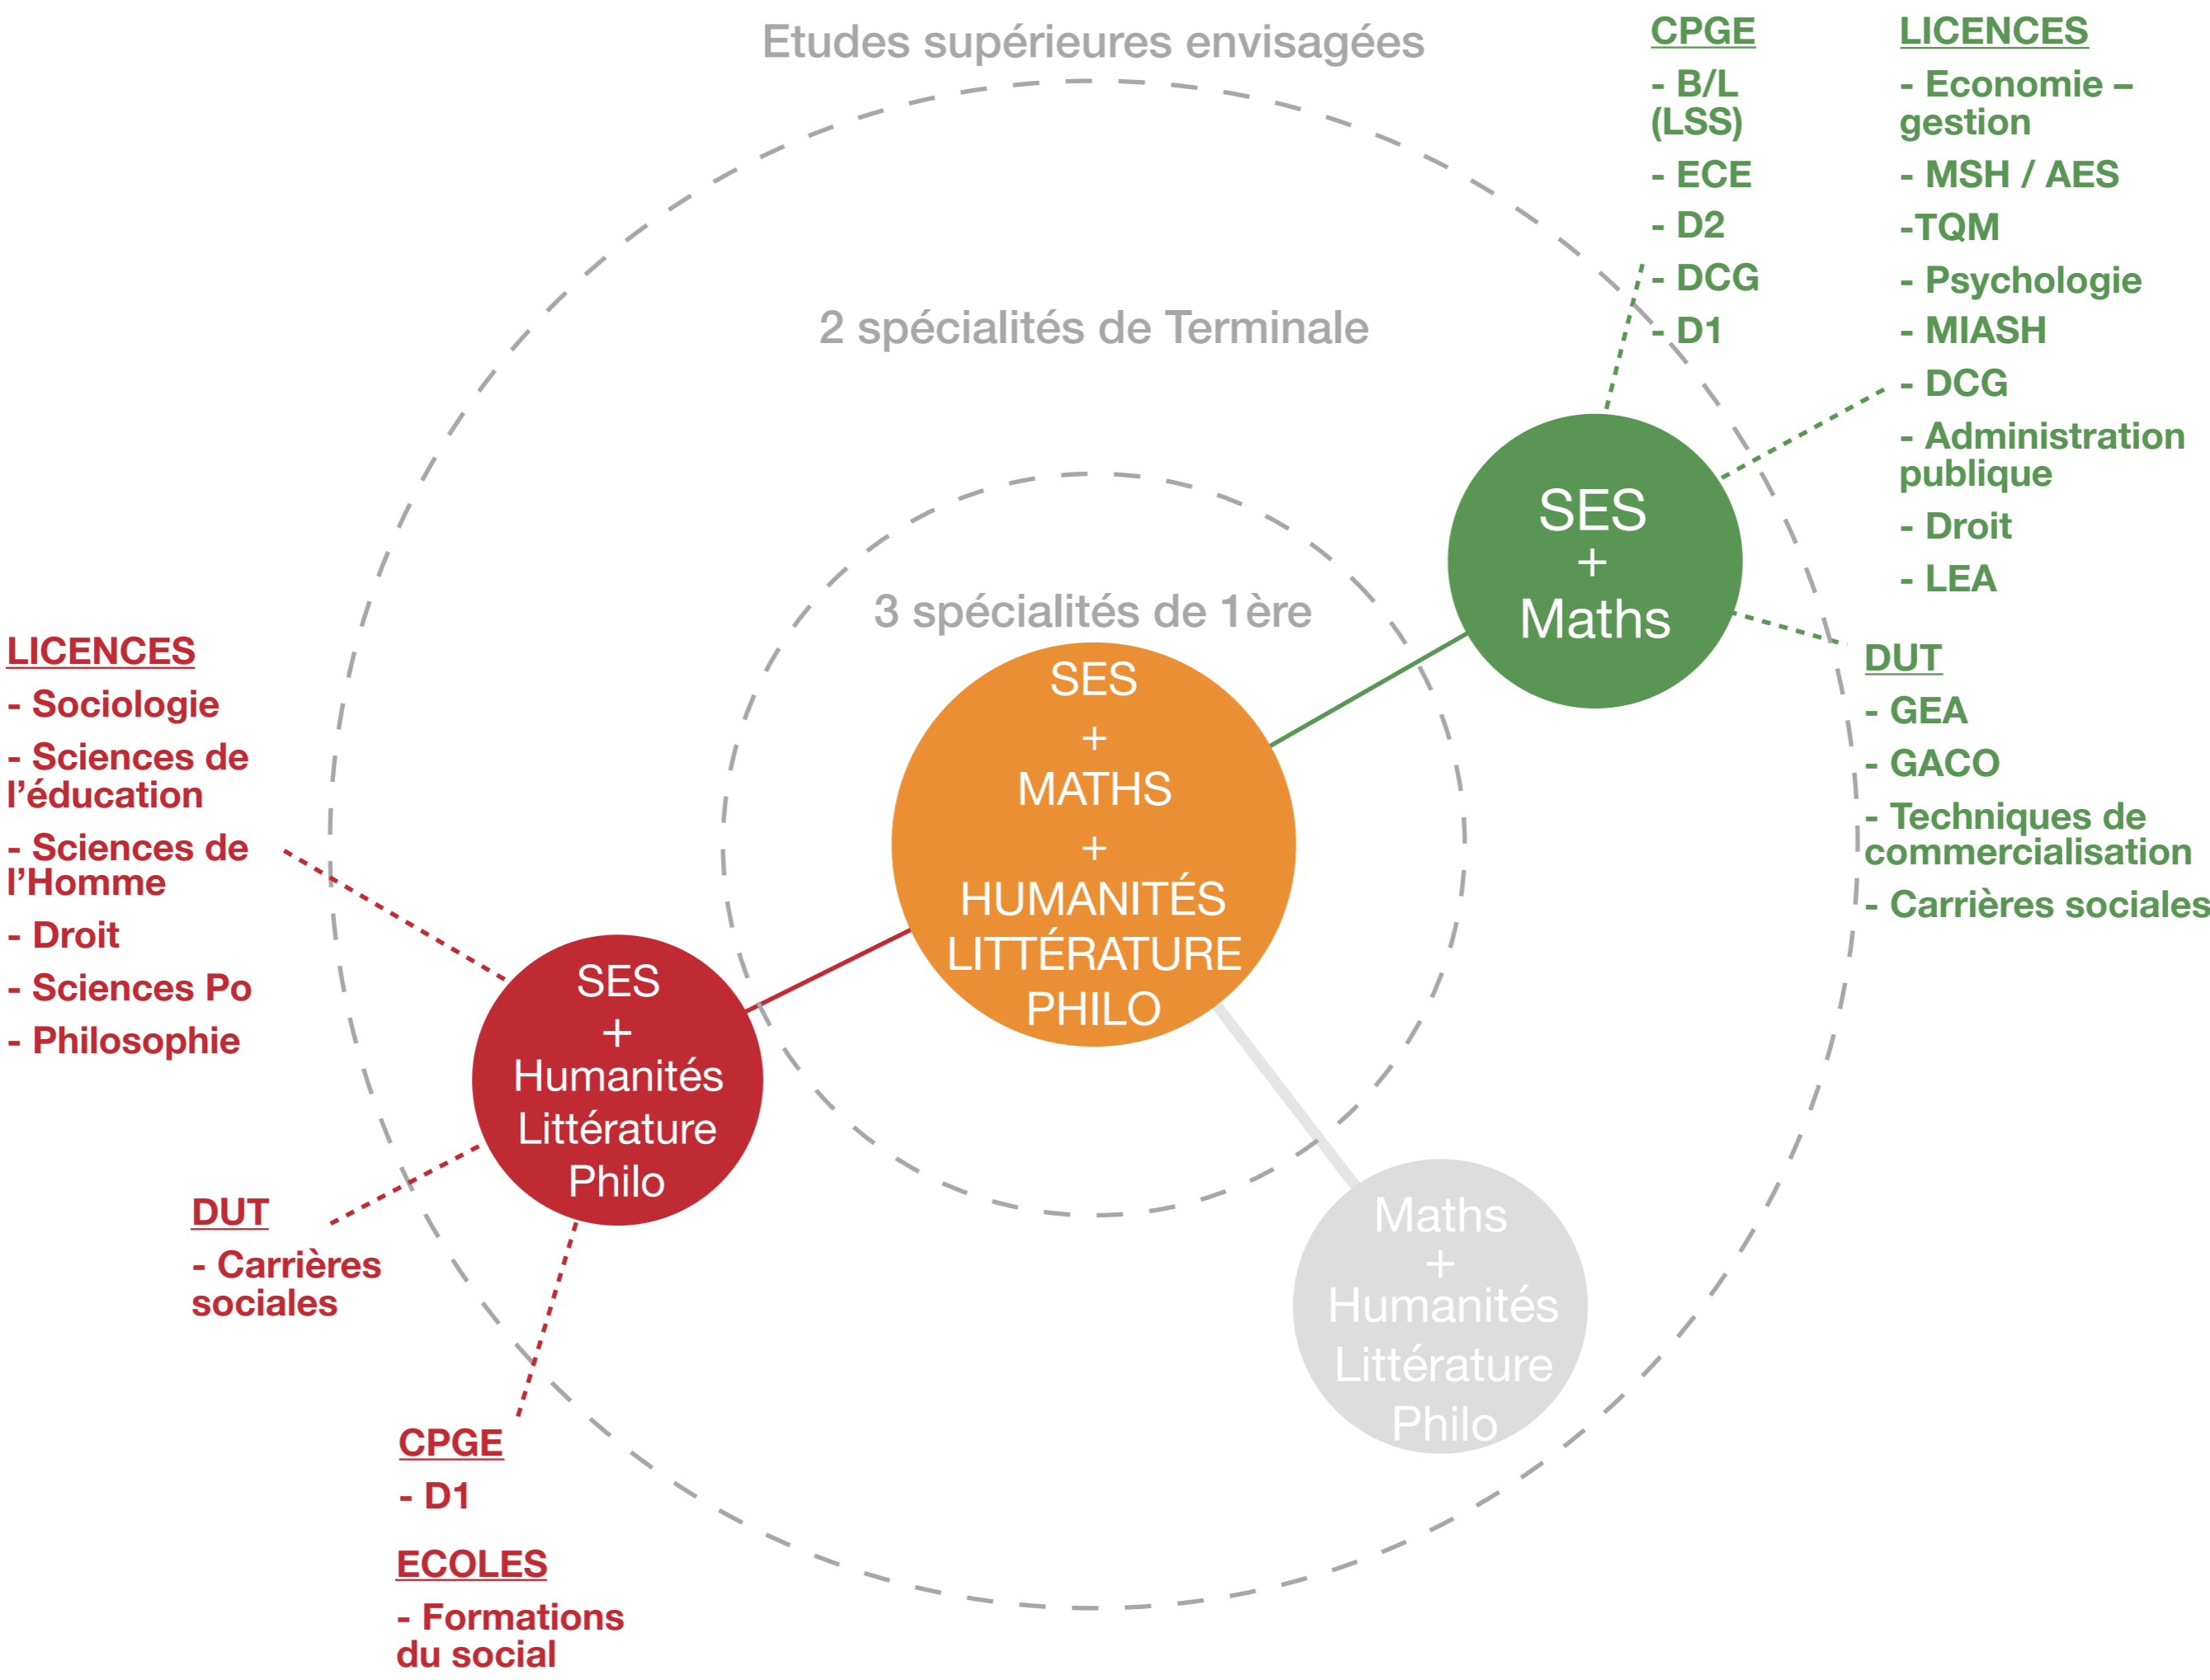 Etudes supérieures envisagées
2 spécialités de Terminale
3 spécialités de 1ère
SES
+
MATHS
+
HUMANITÉS
LITTÉRATURE
PHILO
SES
+
Maths
CPGE
- B/L
(LSS)
- ECE
- D2
- DCG
- D1
LICENCES
- Economie –
gestion
- MSH / AES
-TQM
- Psychologie
- MIASH
- DCG
- Administration
publique
- Droit
- LEA
DUT
- GEA
- GACO
- Techniques de
commercialisation
- Carrières sociales
LICENCES
- Sociologie
- Sciences de
l’éducation
- Sciences de
l’Homme
- Droit
- Sciences Po
- Philosophie
SES
+
Humanités
Littérature
Philo
DUT
- Carrières
sociales
CPGE
- D1
ECOLES
- Formations
du social
Maths
+
Humanités
Littérature
Philo